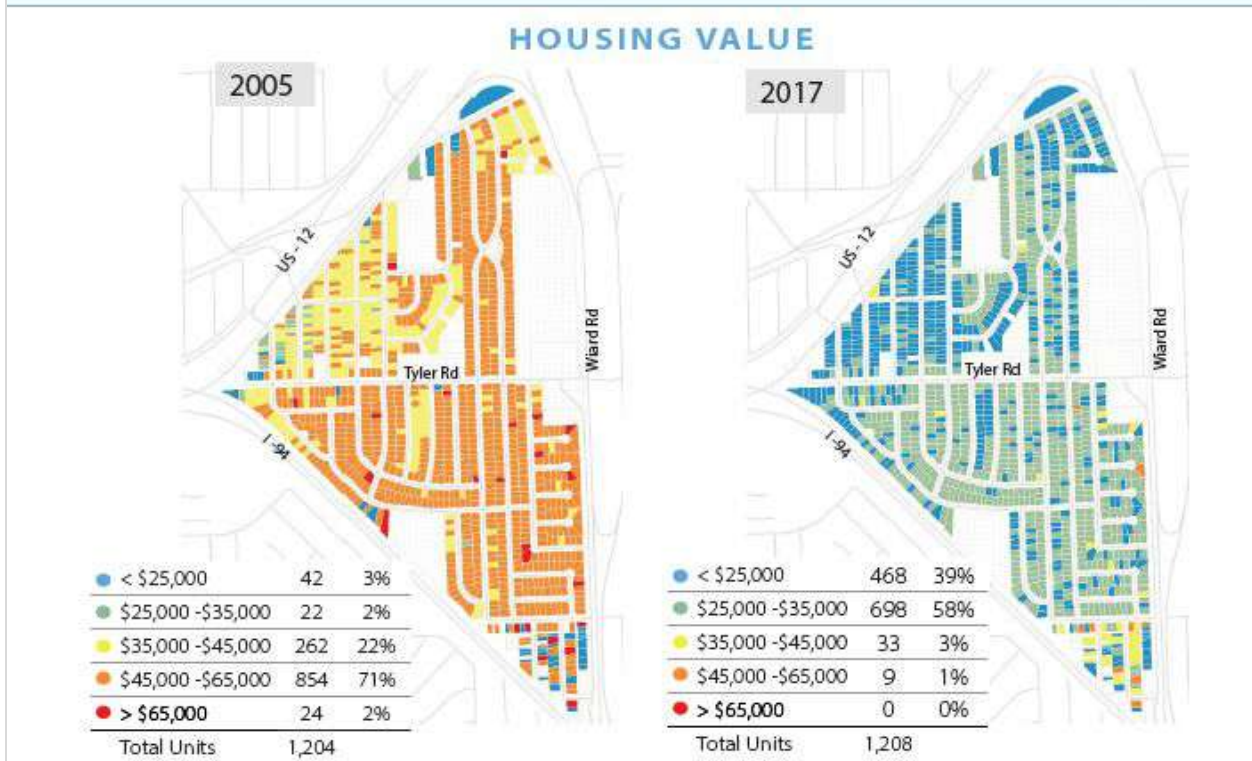 HOUSING VALUE
2005
US - 12
Tyler Rd
Wiard Rd
I -94
< $25,000 42 3%
$25,000 -$35,000 22 2%
$35,000 -$45,000 262 22%
$45,000 -$65,000 854 71%
> $65,000 24 2%
Total Units 1,204
2017
US - 12
Tyler Rd
Wiard Rd
I -94
< $25,000 468 39%
$25,000 -$35,000 698 58%
$35,000 -$45,000 33 3%
$45,000 -$65,000 9 1%
> $65,000 0 0%
Total Units 1,208